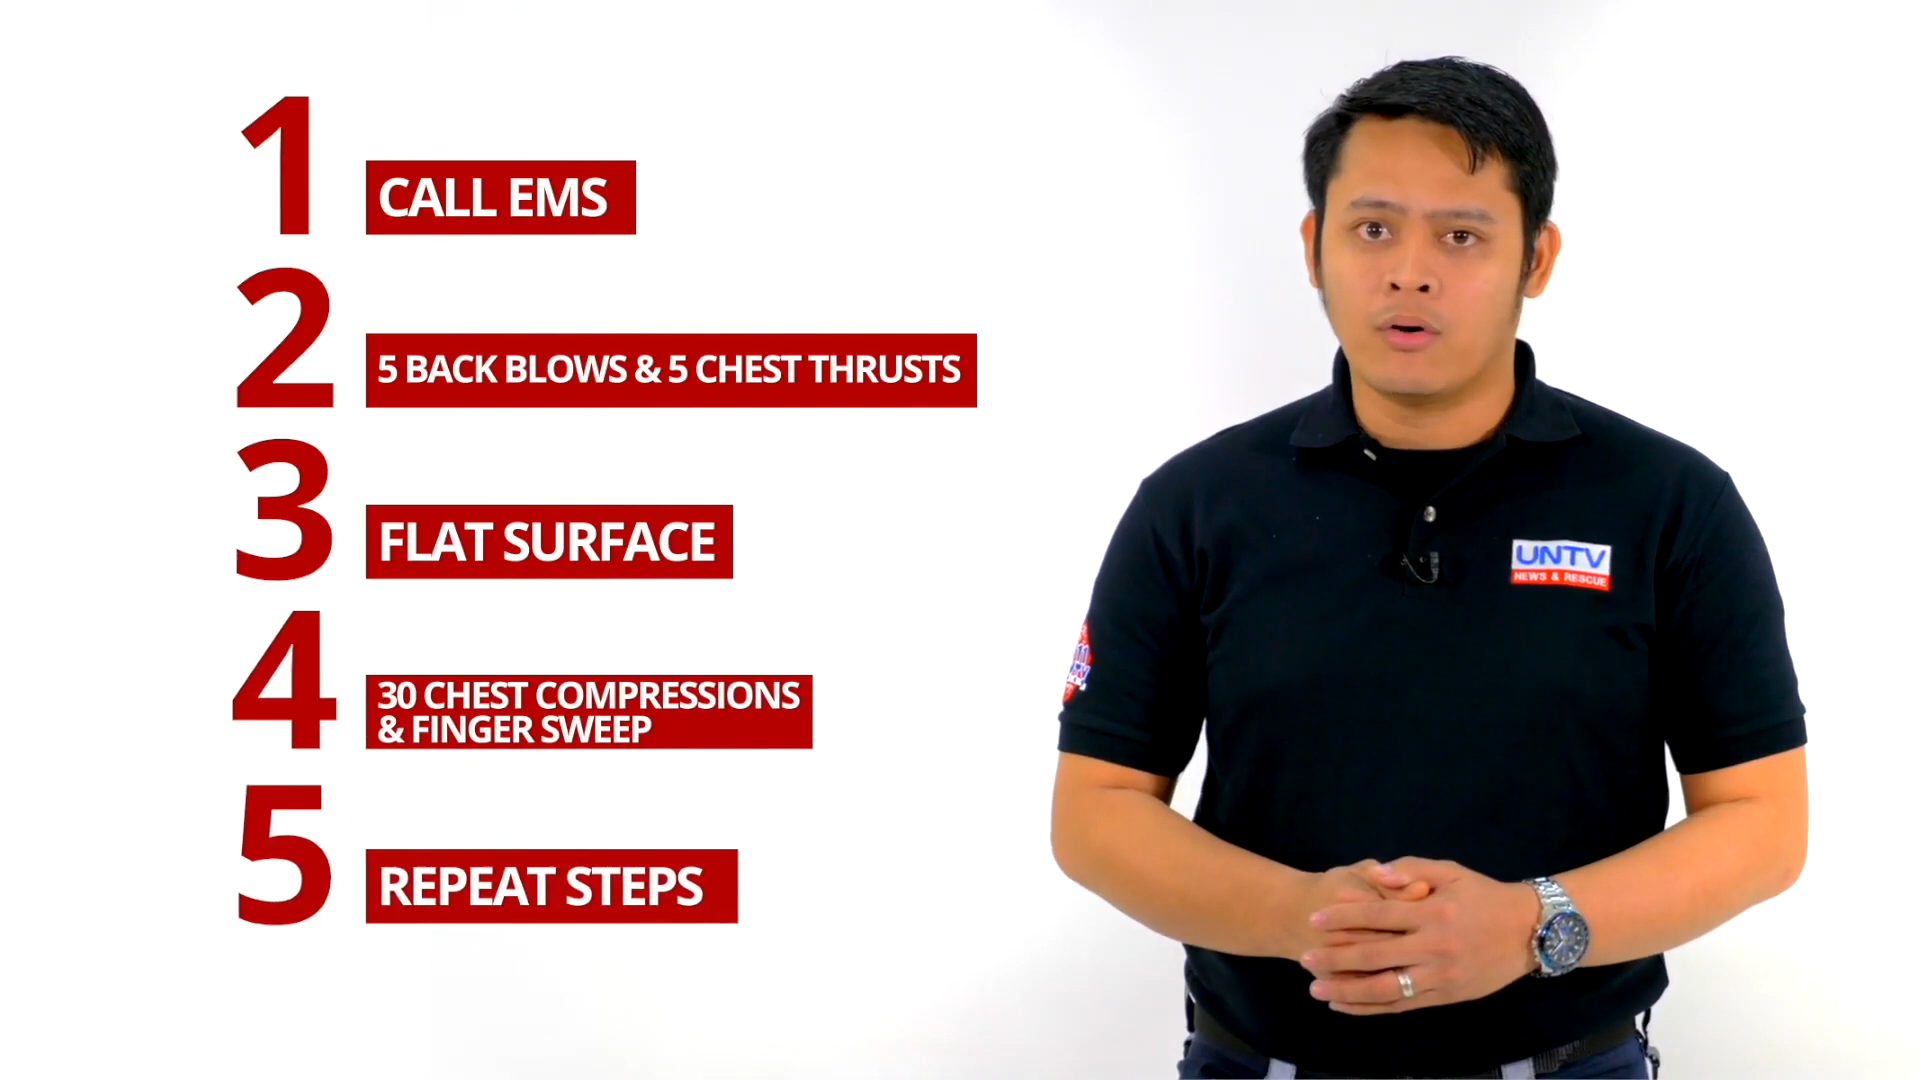 1
CALL EMS
2
5 BACK BLOWS & 5 CHEST THRUSTS
3
FLAT SURFACE
4
30 CHEST COMPRESSIONS
& FINGER SWEEP
5
REPEAT STEPS
UNTV
NEWS & RESCUE